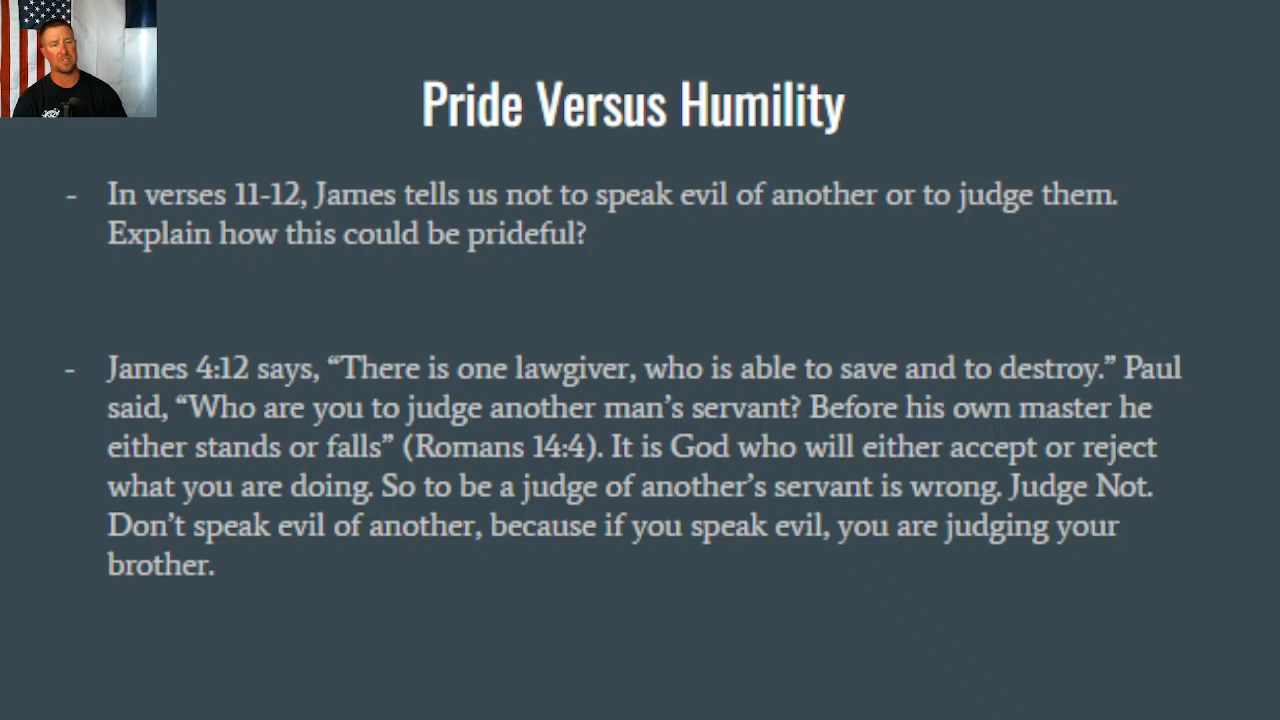 Pride Versus Humility
- In verses 11-12, James tells us not to speak evil of another or to judge them.
Explain how this could be prideful?
- James 4:12 says, “There is one lawgiver, who is able to save and to destroy.” Paul
said, “Who are you to judge another man’s servant? Before his own master he
either stands or falls” (Romans 14:4). It is God who will either accept or reject
what you are doing. So to be a judge of another’s servant is wrong. Judge Not.
Don’t speak evil of another, because if you speak evil, you are judging your
brother.